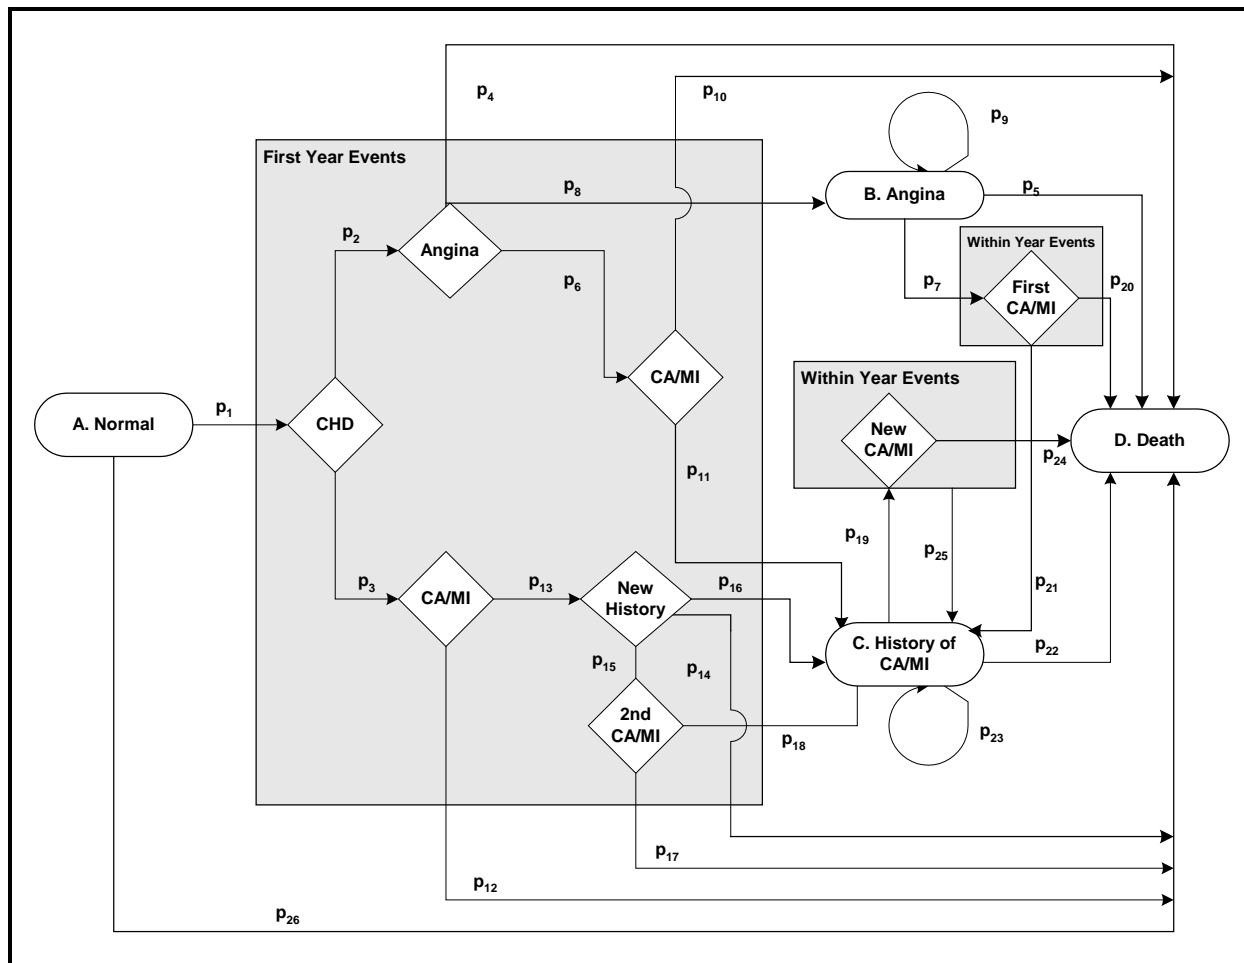 p4
p10
p9
First Year Events
p8
B. Angina
p5
p2
Angina
Within Year Events
p6
p7
First
CA/MI
p20
CA/MI
Within Year Events
p1
A. Normal
CHD
New
CA/MI
D. Death
p24
p11
p19
p25
p3
CA/MI
p13
New
History
p16
p21
C. History of
CA/MI
p22
p15
p14
2nd
CA/MI
p18
p23
p17
p12
p26